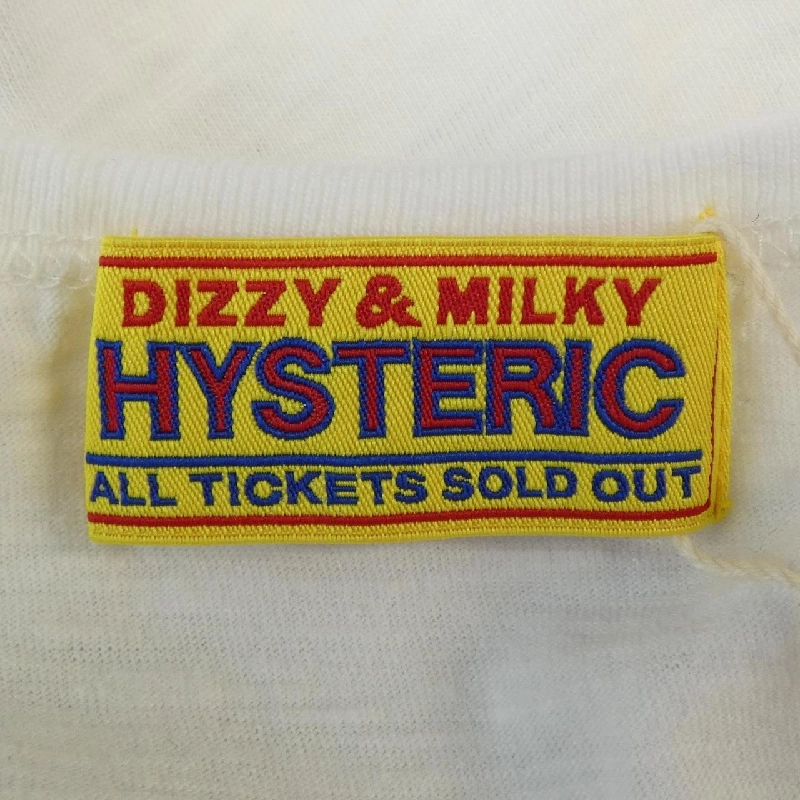 DIZZY & MILKY
HYSTERIC
ALL TICKETS SOLD OUT